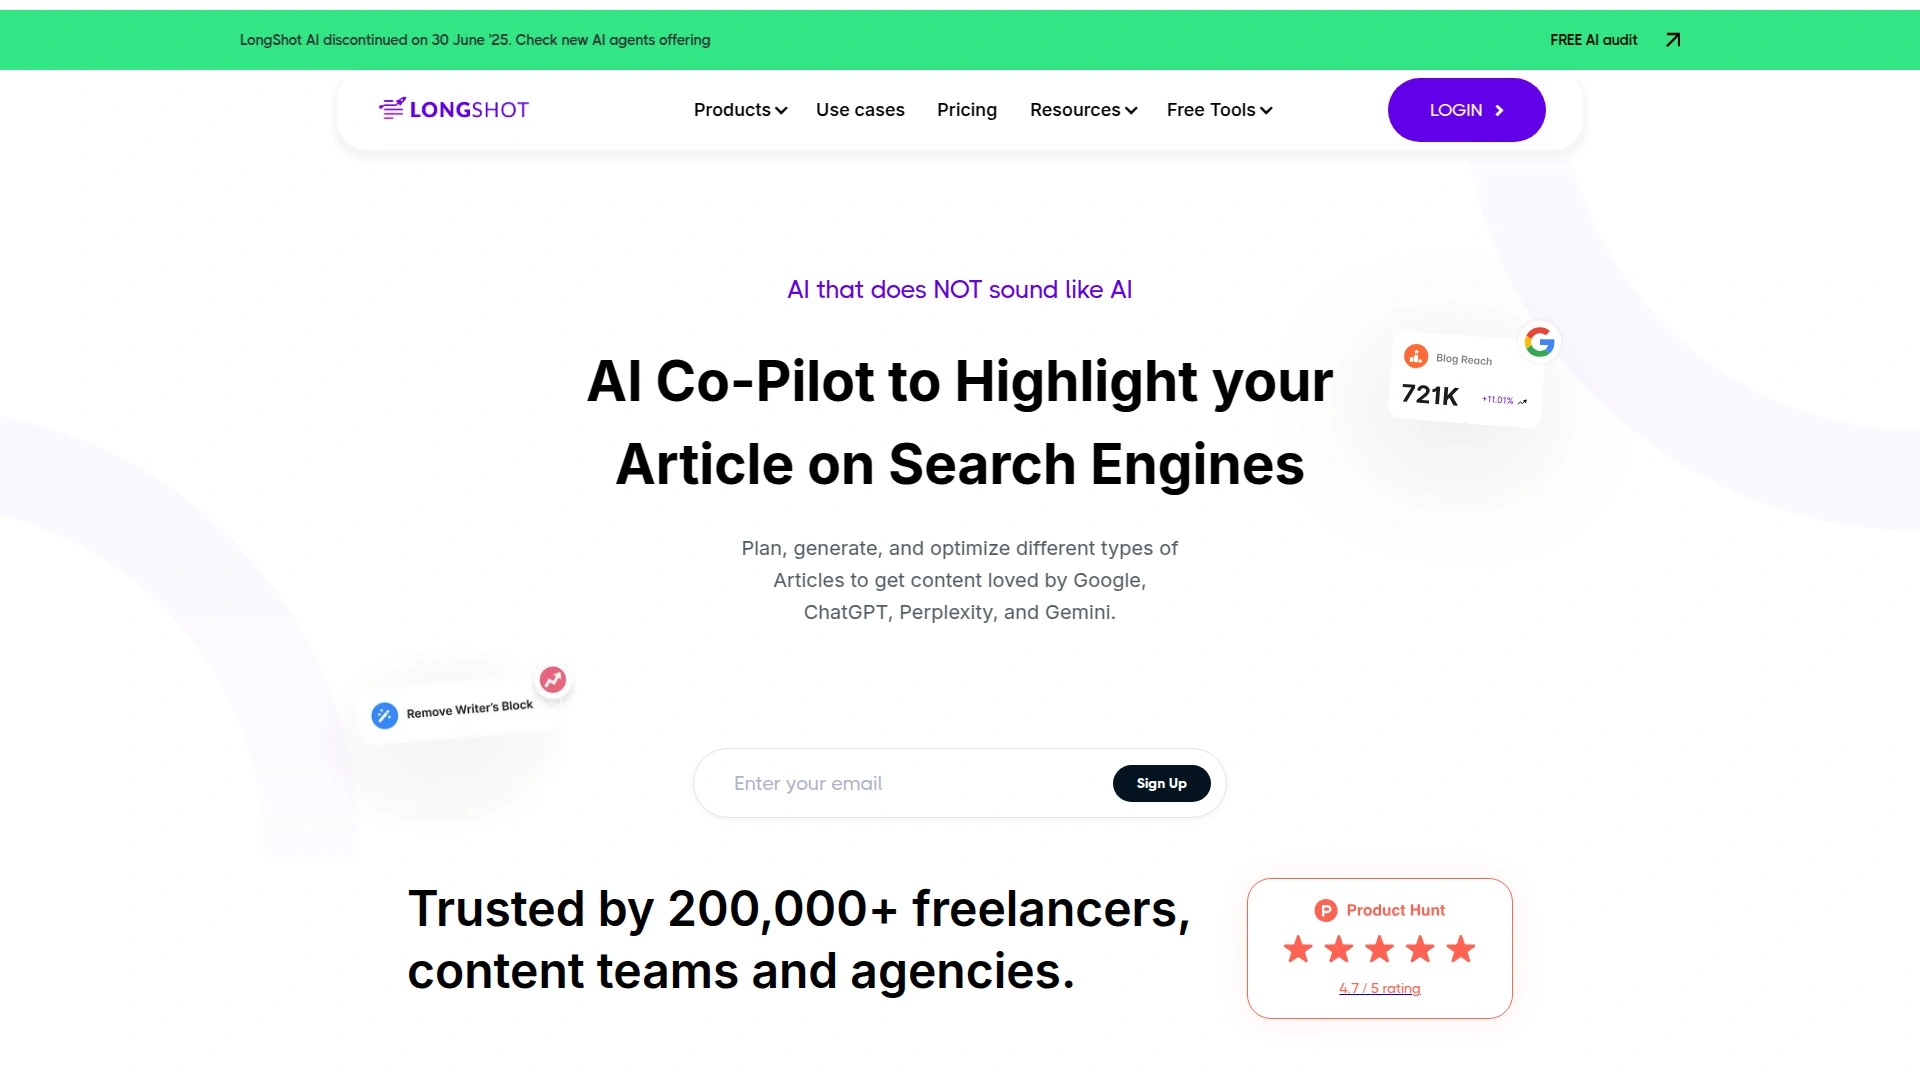 LongShot AI discontinued on 30 June '25. Check new AI agents offering
FREE AI audit
LONGSHOT
Products
Use cases
Pricing
Resources
Free Tools
LOGIN
AI that does NOT sound like AI
AI Co-Pilot to Highlight your
Article on Search Engines
Blog Reach
721K
+11.01%
Plan, generate, and optimize different types of
Articles to get content loved by Google,
ChatGPT, Perplexity, and Gemini.
Remove Writer's Block
Enter your email
Sign Up
Trusted by 200,000+ freelancers,
content teams and agencies.
Product Hunt
4.7 / 5 rating